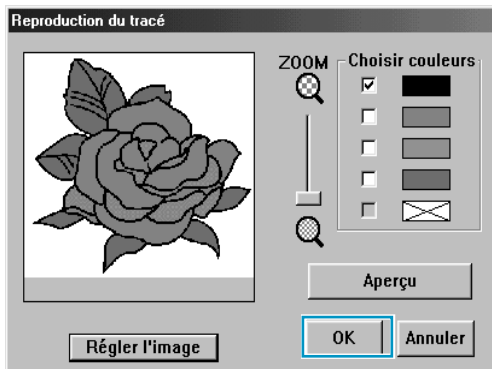 Reproduction du tracé
ZOOM
Choisir couleurs
Aperçu
OK
Annuler
Régler l'image